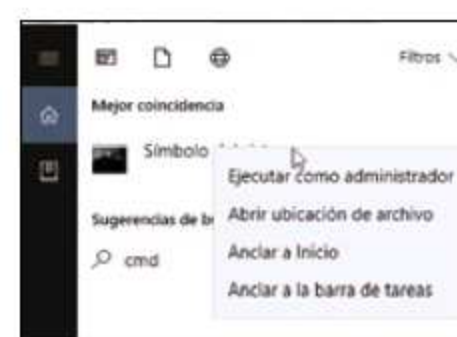 Filtros
Mejor coincidencia
Símbolo
Ejecutar como administrador
Abrir ubicación de archivo
Sugerencias de
Anclar a Inicio
cmd
Anclar a la barra de tareas